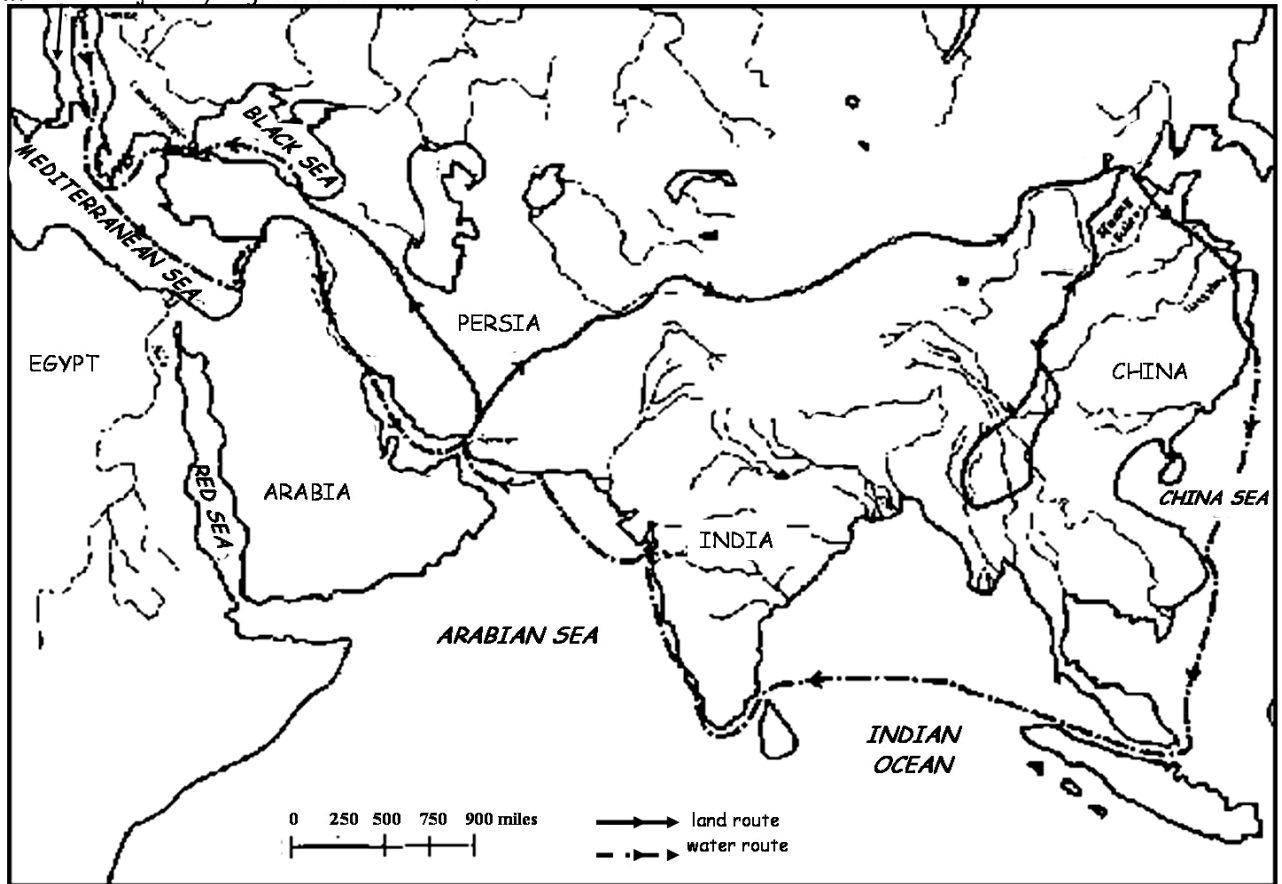 BLACK SEA
MEDITERRANEAN SEA
PERSIA
EGYPT
CHINA
RED SEA
ARABIA
CHINA SEA
INDIA
ARABIAN SEA
INDIAN
OCEAN
0 250 500 750 900 miles
land route
water route